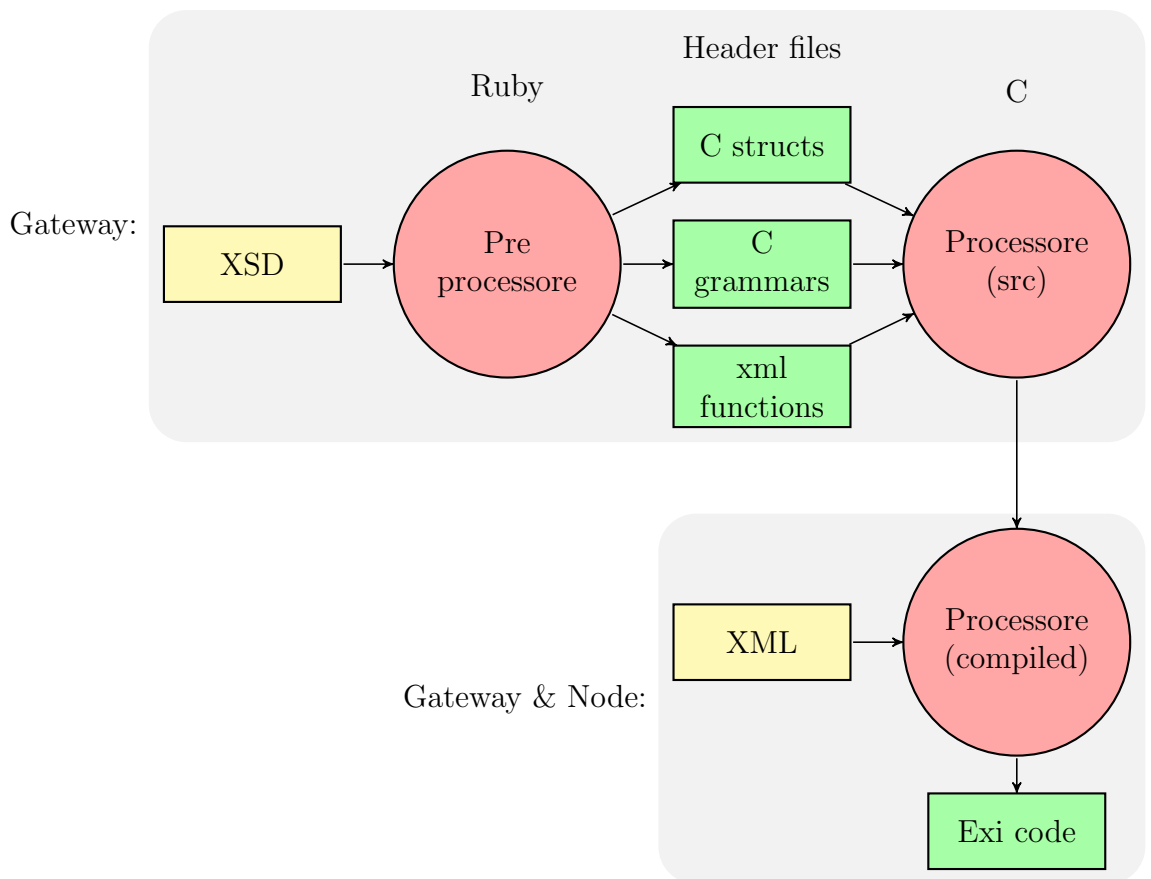 Header files
Ruby
C
C structs
Gateway:
XSD
Pre
processore
C
grammars
Processore
(src)
xml
functions
Processore
(compiled)
XML
Gateway & Node:
Exi code